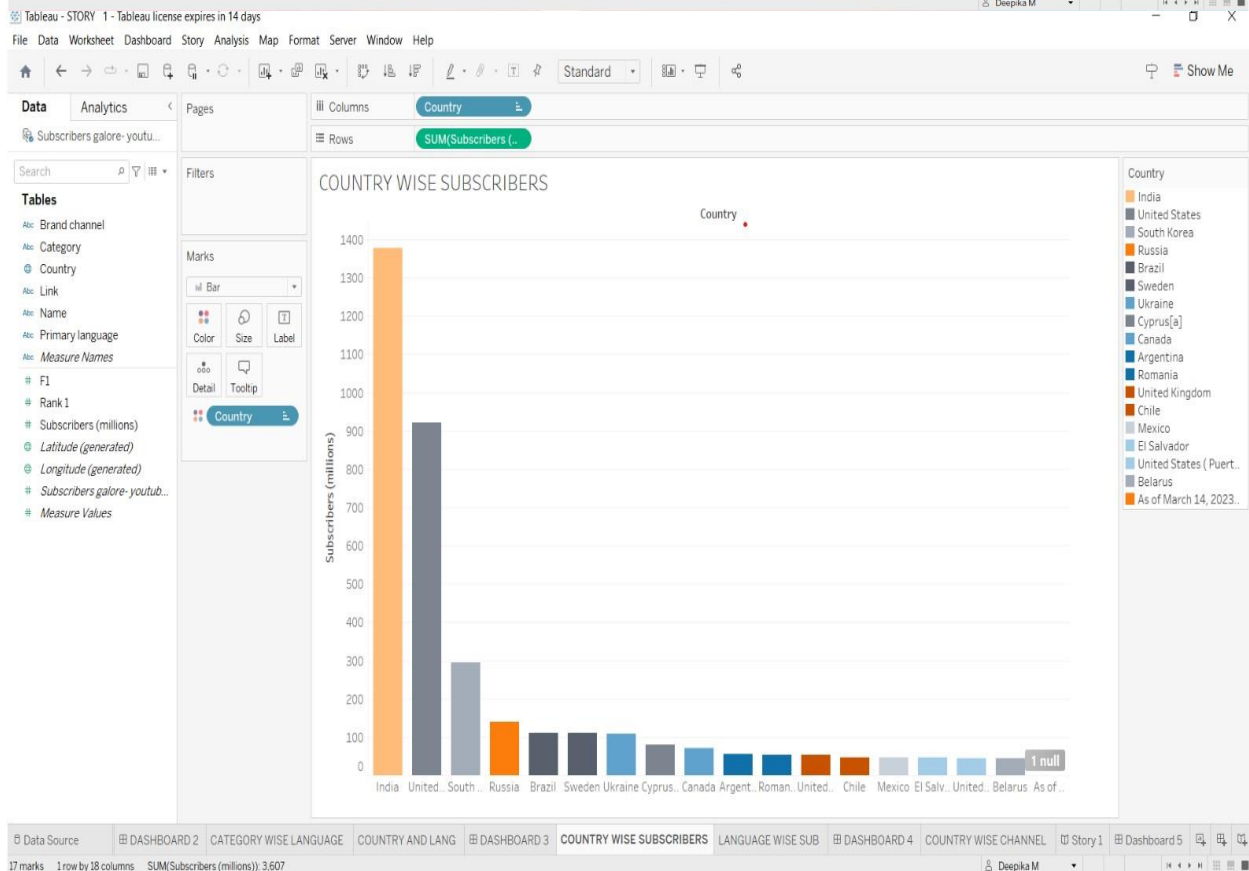 Deepika M
Tableau - STORY 1 - Tableau license expires in 14 days
File Data Worksheet Dashboard Story Analysis Map Format Server Window Help
Standard
Show Me
Data Analytics
Subscribers galore- youtu...
Search
Tables
Abc Brand channel
Abc Category
Country
Abc Link
Abc Name
Abc Primary language
Abc Measure Names
# F1
# Rank 1
# Subscribers (millions)
Latitude (generated)
Longitude (generated)
# Subscribers galore- youtub...
# Measure Values
Pages
Filters
Marks
Bar
Color Size Label
Detail Tooltip
Country
Columns Country
Rows SUM(Subscribers (..
COUNTRY WISE SUBSCRIBERS
Country
Subscribers (millions)
1400
1300
1200
1100
1000
900
800
700
600
500
400
300
200
100
0
1 null
India United.. South .. Russia Brazil Sweden Ukraine Cyprus.. Canada Argent.. Roman.. United.. Chile Mexico El Salv.. United.. Belarus As of ..
Country
India
United States
South Korea
Russia
Brazil
Sweden
Ukraine
Cyprus[a]
Canada
Argentina
Romania
United Kingdom
Chile
Mexico
El Salvador
United States ( Puert..
Belarus
As of March 14, 2023..
Data Source DASHBOARD 2 CATEGORY WISE LANGUAGE COUNTRY AND LANG DASHBOARD 3 COUNTRY WISE SUBSCRIBERS LANGUAGE WISE SUB DASHBOARD 4 COUNTRY WISE CHANNEL Story 1 Dashboard 5
17 marks 1 row by 18 columns SUM(Subscribers (millions)): 3,607 Deepika M